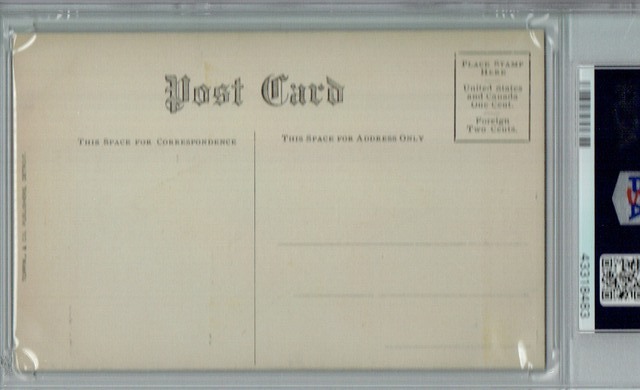 Post Card
PLACE STAMP
HERE
United States
and Canada
One Cent.
Foreign
Two Cents.
THIS SPACE FOR CORRESPONDENCE
THIS SPACE FOR ADDRESS ONLY
43318483